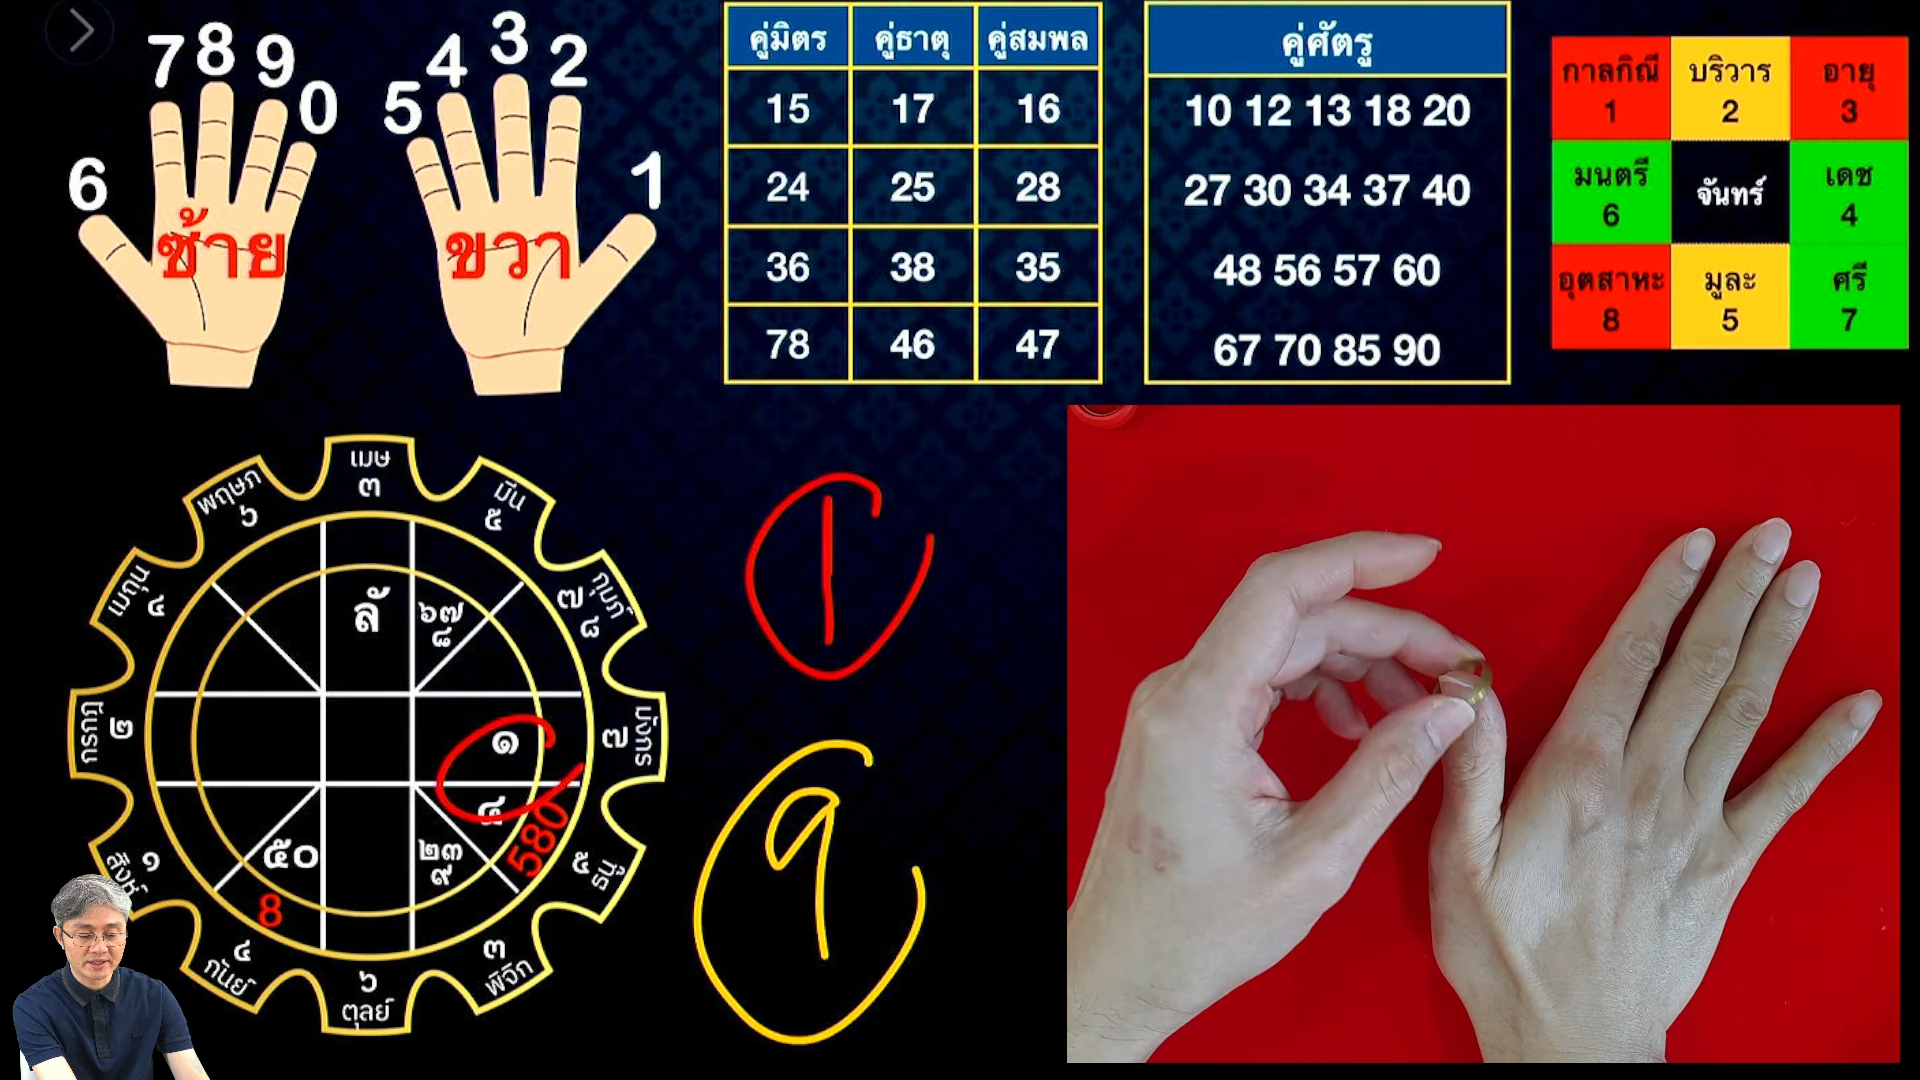 7 8 9 0
6
ซ้าย
5 4 3 2
1
ขวา
คู่มิตร คู่ธาตุ คู่สมพล
15 17 16
24 25 28
36 38 35
78 46 47
คู่ศัตรู
10 12 13 18 20
27 30 34 37 40
48 56 57 60
67 70 85 90
กาลกิณี บริวาร อายุ
1 2 3
มนตรี จันทร์ เดช
6 4
อุตสาหะ มูละ ศรี
8 5 7
เมษ
๓
มีน
๕
กุมภ์
๗ ๘
มังกร
๗
ธนู
๕
พิจิก
๓
ตุลย์
๖
กันย์
๔
สิงห์
๑
กรกฎ
๒
เมถุน
๔
พฤษภ
๖
ลั
๖๗
๘
๑
๔
580
๒๓
๙
๕๐
8
1
9